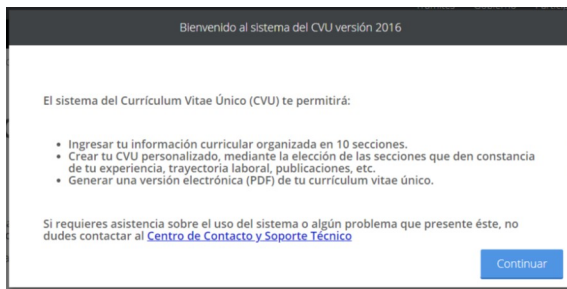 Bienvenido al sistema del CVU versión 2016
El sistema del Currículum Vitae Único (CVU) te permitirá:
• Ingresar tu información curricular organizada en 10 secciones.
• Crear tu CVU personalizado, mediante la elección de las secciones que den constancia
de tu experiencia, trayectoria laboral, publicaciones, etc.
• Generar una versión electrónica (PDF) de tu currículum vitae único.
Si requieres asistencia sobre el uso del sistema o algún problema que presente éste, no
dudes contactar al Centro de Contacto y Soporte Técnico
Continuar